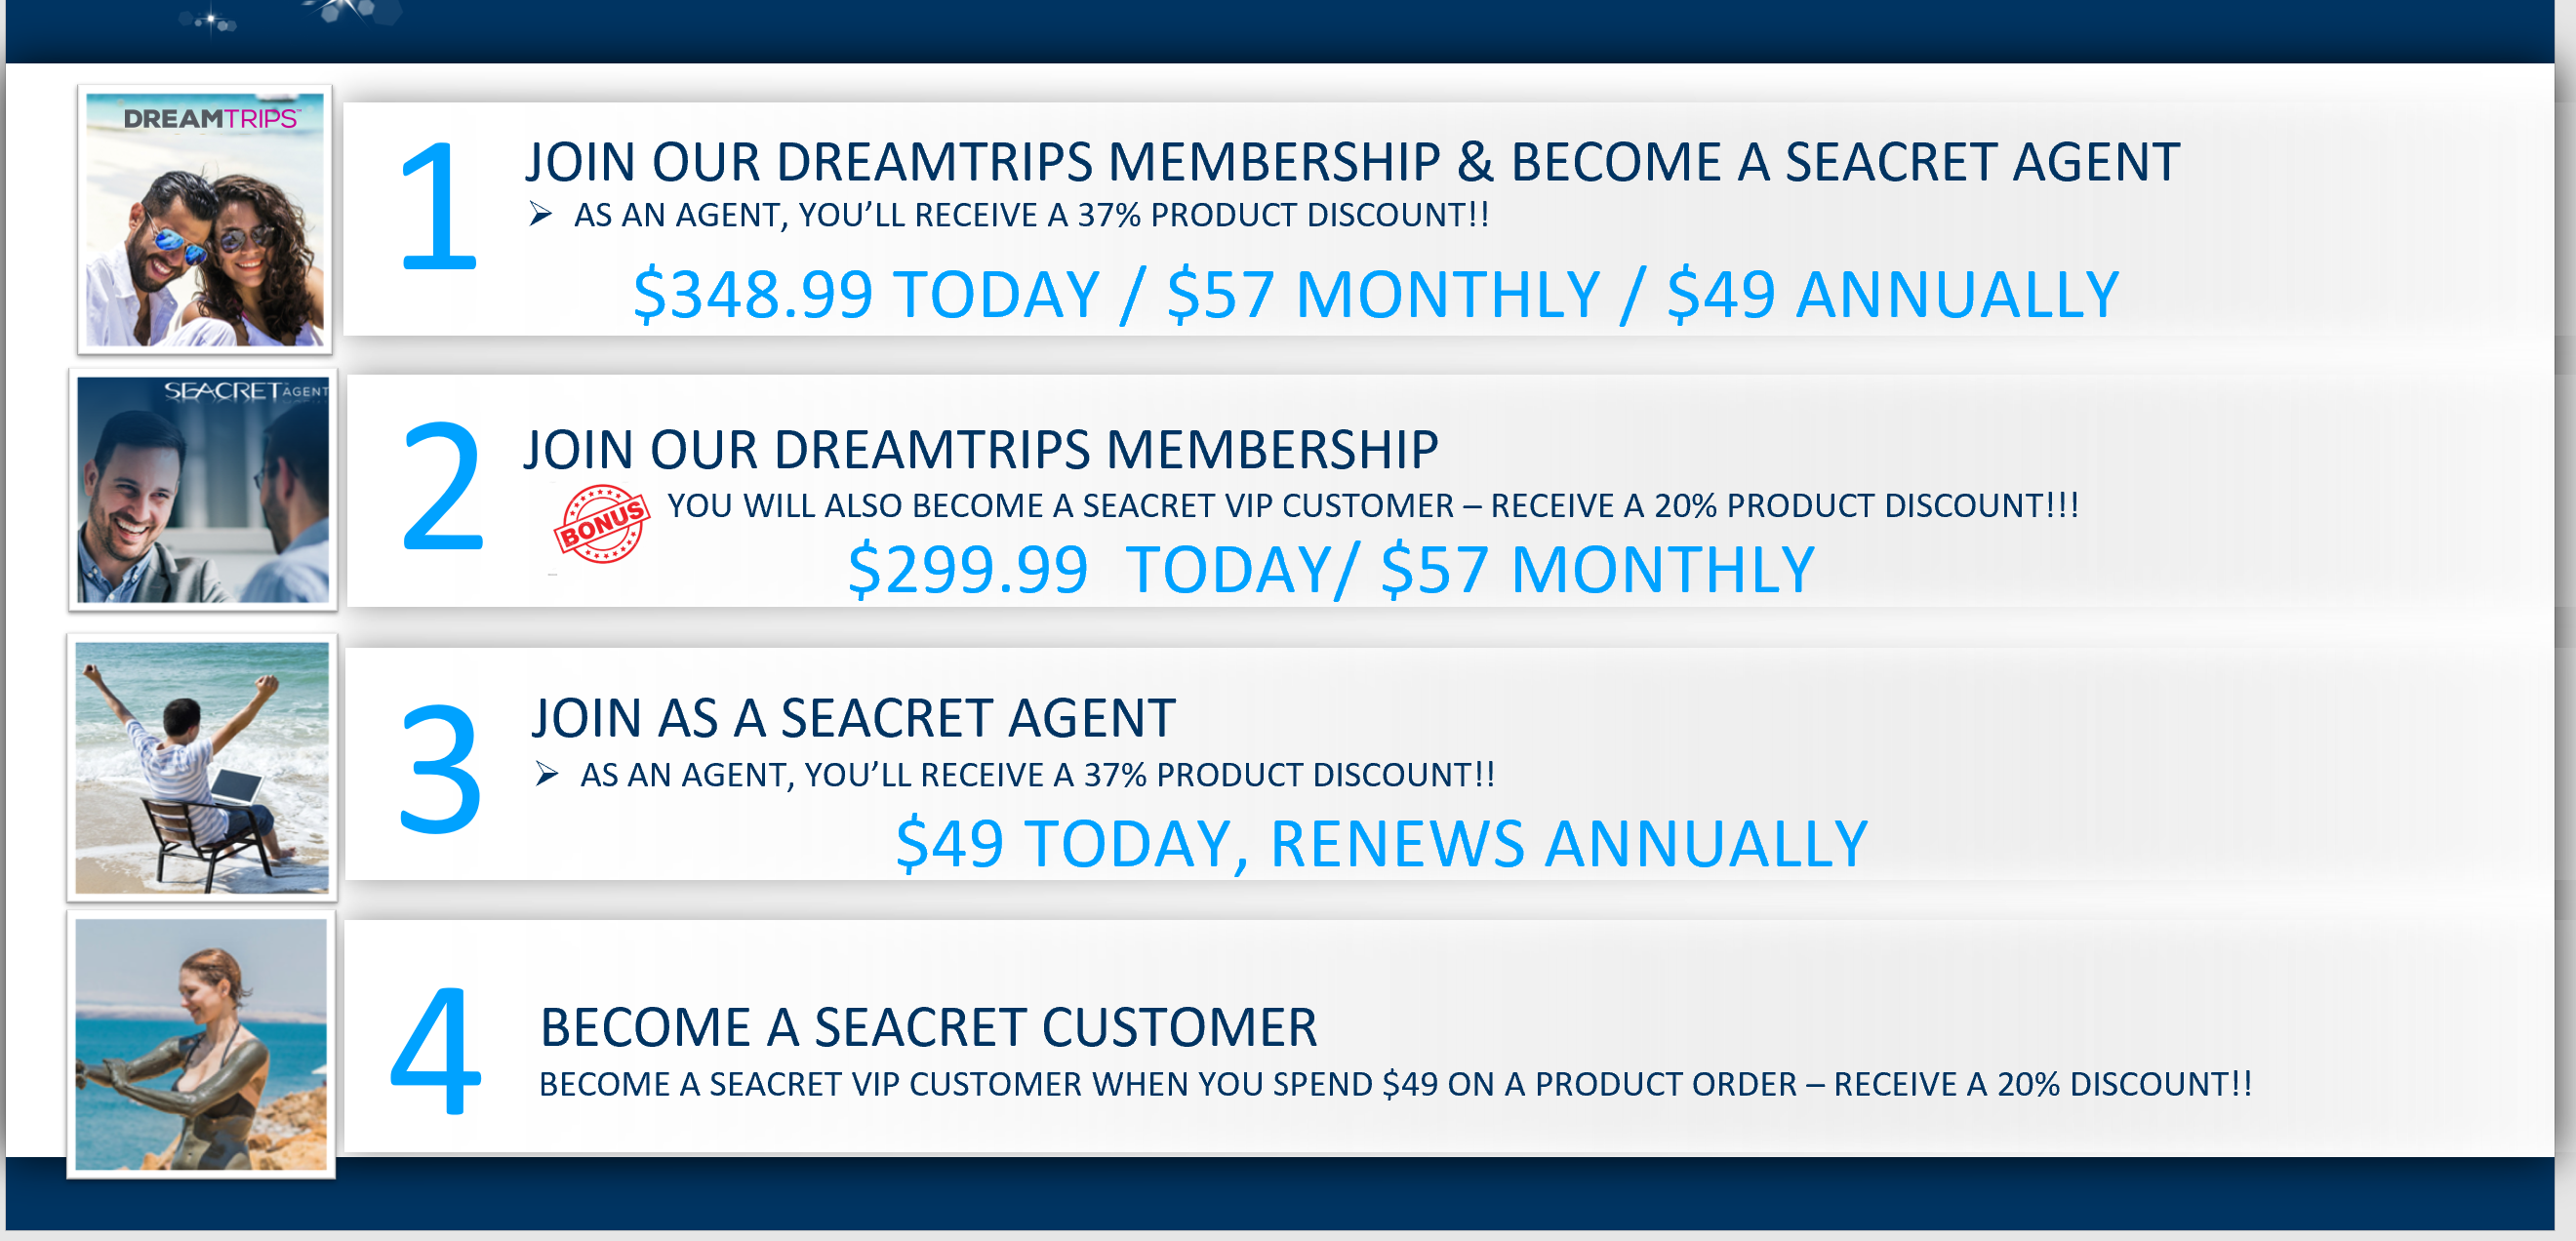 DREAMTRIPS™
1
JOIN OUR DREAMTRIPS MEMBERSHIP & BECOME A SEACRET AGENT
➢ AS AN AGENT, YOU’LL RECEIVE A 37% PRODUCT DISCOUNT!!
$348.99 TODAY / $57 MONTHLY / $49 ANNUALLY
SEACRET AGENT
2
JOIN OUR DREAMTRIPS MEMBERSHIP
BONUS
YOU WILL ALSO BECOME A SEACRET VIP CUSTOMER – RECEIVE A 20% PRODUCT DISCOUNT!!!
$299.99 TODAY/ $57 MONTHLY
3
JOIN AS A SEACRET AGENT
➢ AS AN AGENT, YOU’LL RECEIVE A 37% PRODUCT DISCOUNT!!
$49 TODAY, RENEWS ANNUALLY
4
BECOME A SEACRET CUSTOMER
BECOME A SEACRET VIP CUSTOMER WHEN YOU SPEND $49 ON A PRODUCT ORDER – RECEIVE A 20% DISCOUNT!!